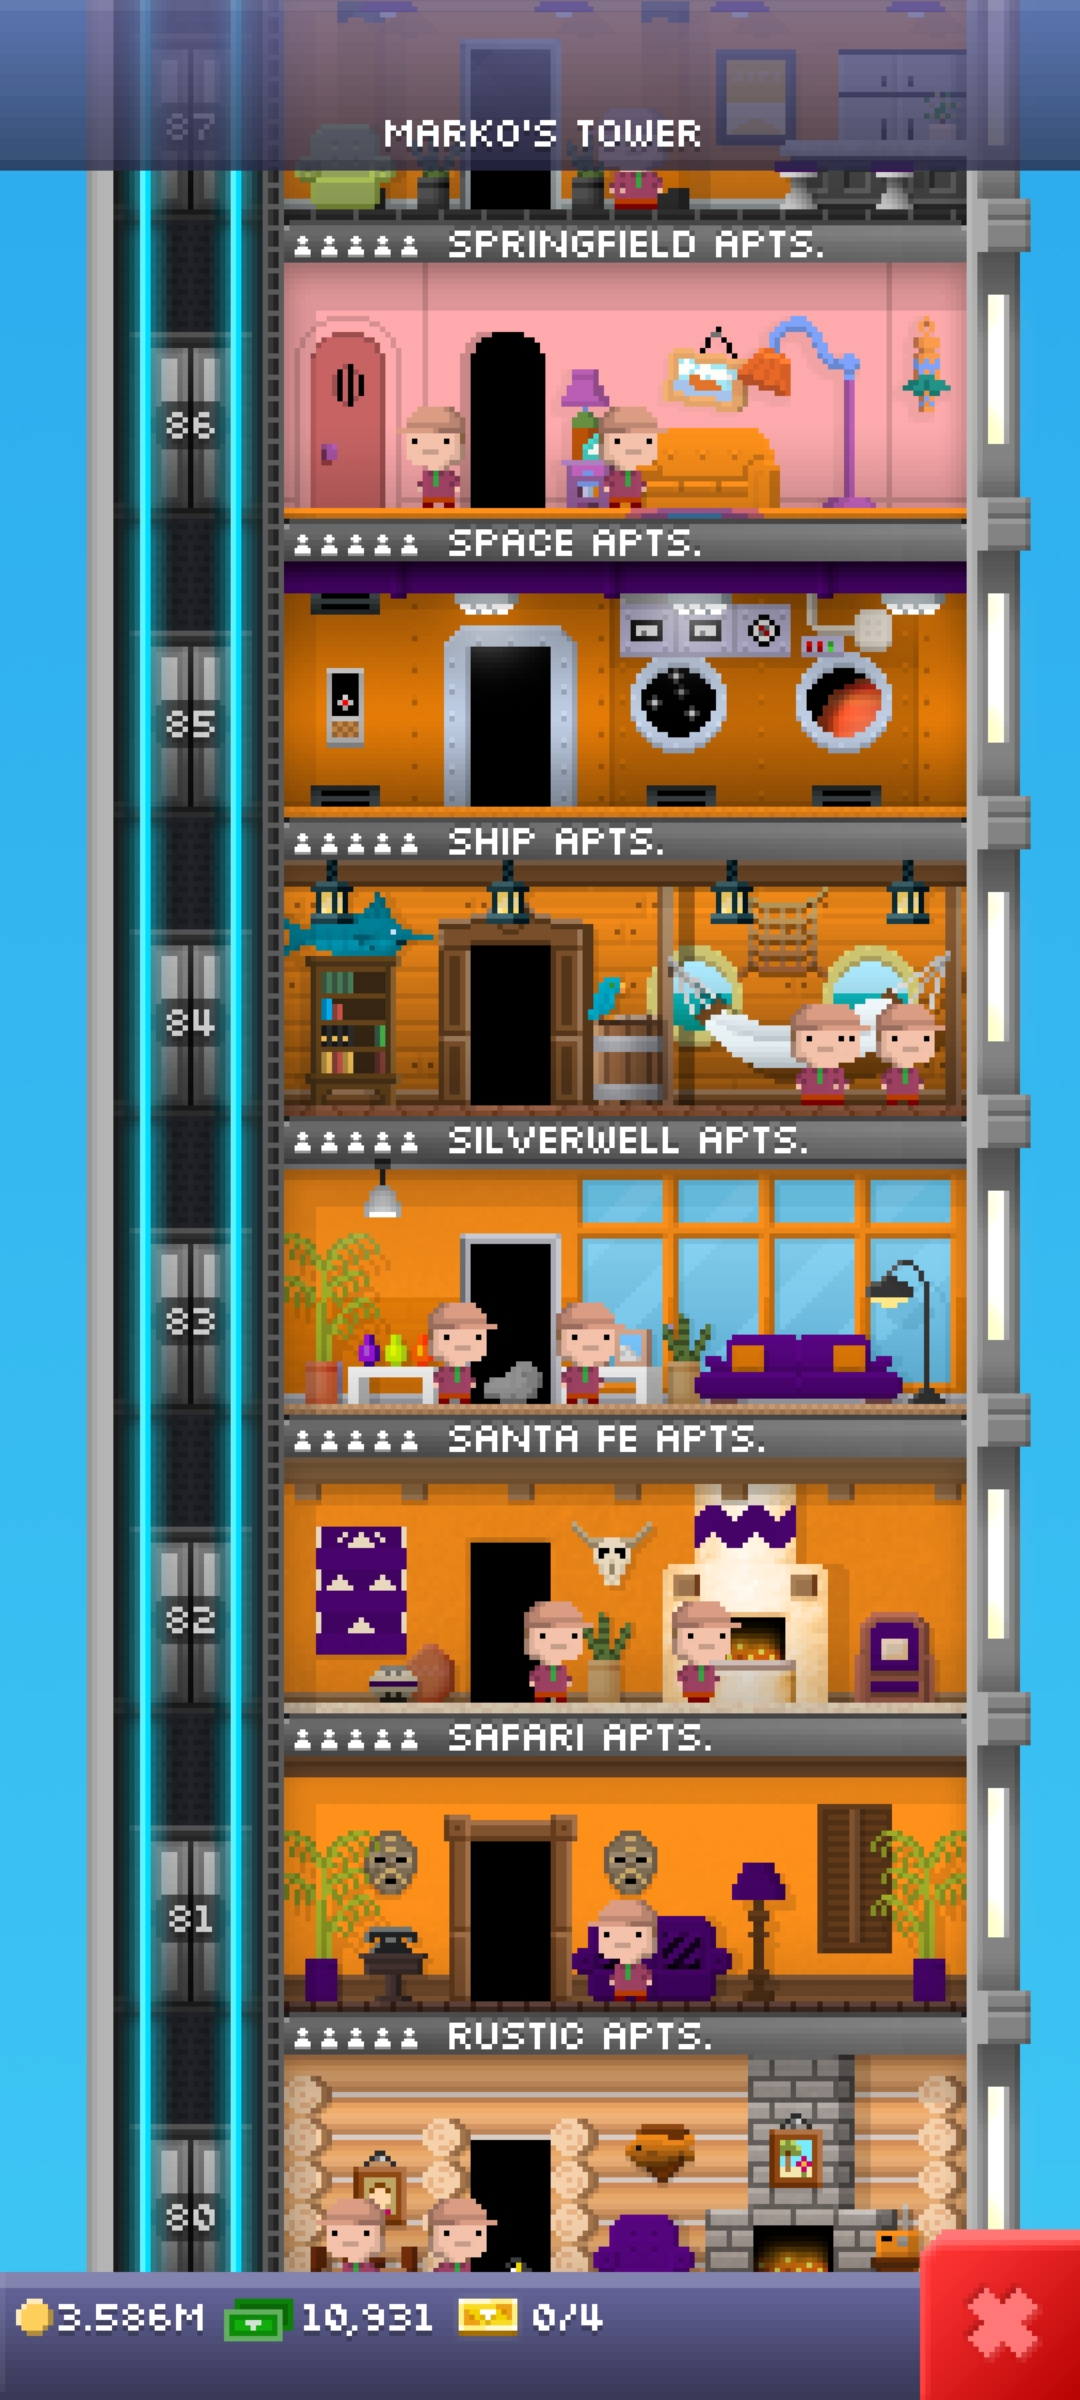 87
MARKO'S TOWER
SPRINGFIELD APTS.
86
SPACE APTS.
85
SHIP APTS.
84
SILVERWELL APTS.
83
SANTA FE APTS.
82
SAFARI APTS.
81
RUSTIC APTS.
80
3.586M 10,931 0/4